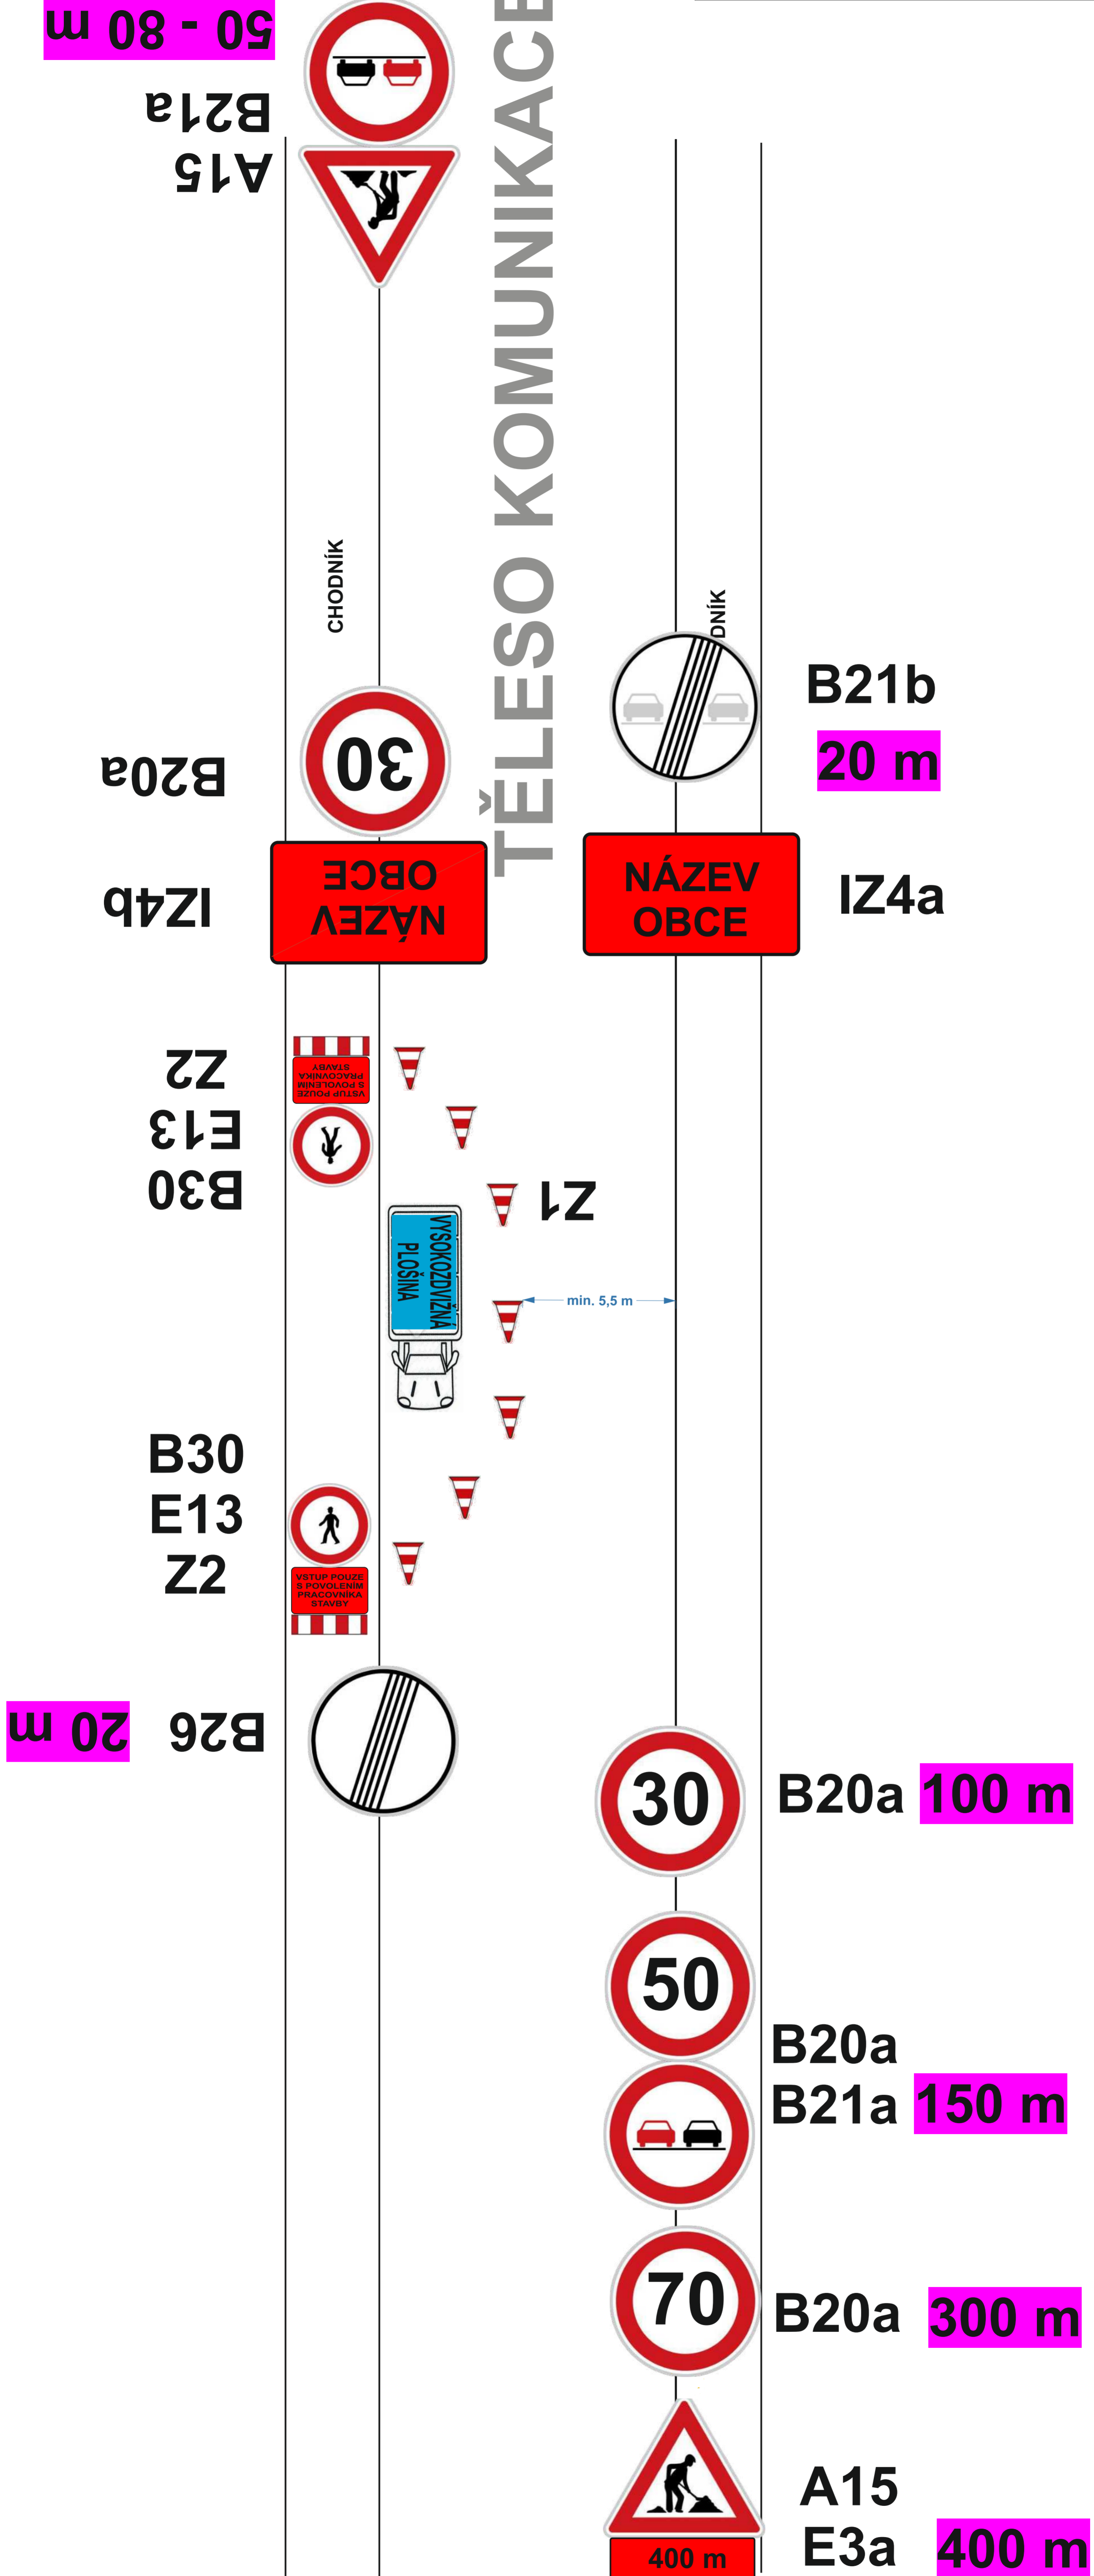 50 - 80 m
B21a
A15
TĚLESO KOMUNIKACE
CHODNÍK
DNÍK
B21b
20 m
30
B20a
NÁZEV
OBCE
IZ4b
NÁZEV
OBCE
IZ4a
Z2
E13
B30
VSTUP POUZE
S POVOLENÍM
PRACOVNÍKA
STAVBY
Z1
VYSOKOZDVIŽNÁ
PLOŠINA
min. 5,5 m
B30
E13
Z2
VSTUP POUZE
S POVOLENÍM
PRACOVNÍKA
STAVBY
B26 20 m
30
B20a 100 m
50
B20a
B21a 150 m
70
B20a 300 m
A15
E3a 400 m
400 m